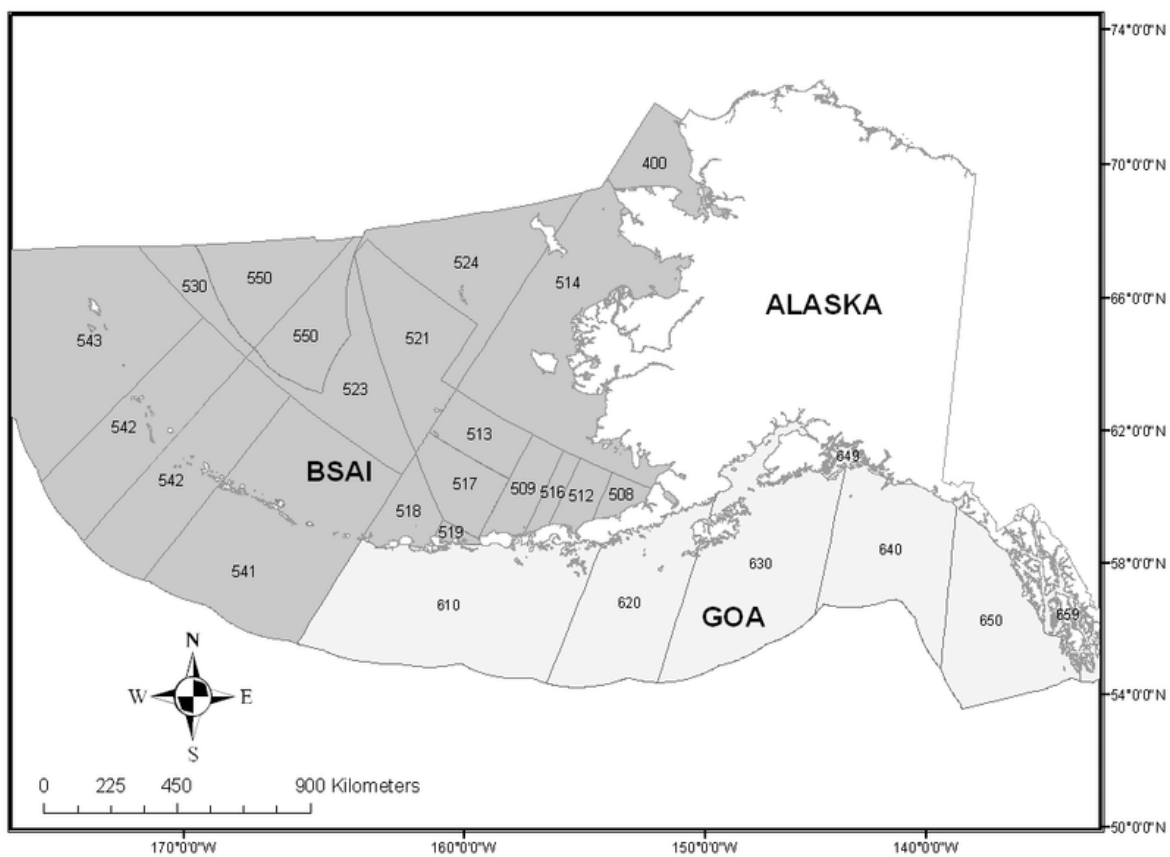 74°0'0"N
400
70°0'0"N
524
530
550
514
66°0'0"N
ALASKA
543
550
521
523
542
513
62°0'0"N
649
BSAI
542
517
509
516
512
508
518
519
640
630
58°0'0"N
541
610
620
GOA
650
659
N
W
E
S
54°0'0"N
0
225
450
900 Kilometers
50°0'0"N
170°0'0"W
160°0'0"W
150°0'0"W
140°0'0"W